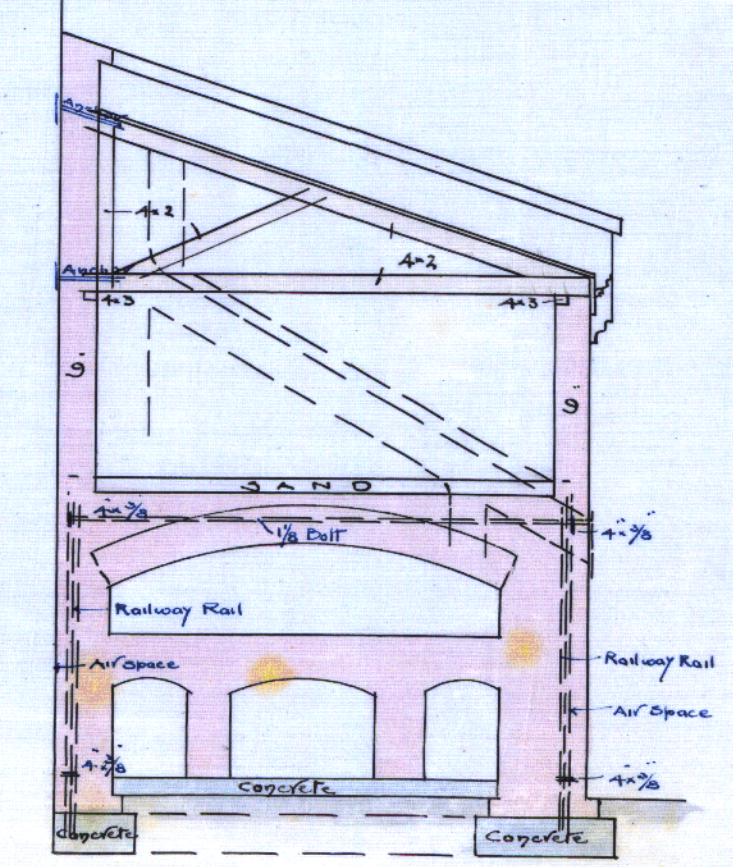 Anchor
4×2
4×2
Anchor
4×3
4×3
9"
9"
SAND
4"×3/8
4"×3/8"
1 1/8 Bolt
Railway Rail
Air space
Railway Rail
Air Space
4"×3/8"
4"×3/8"
Concrete
Concrete
Concrete